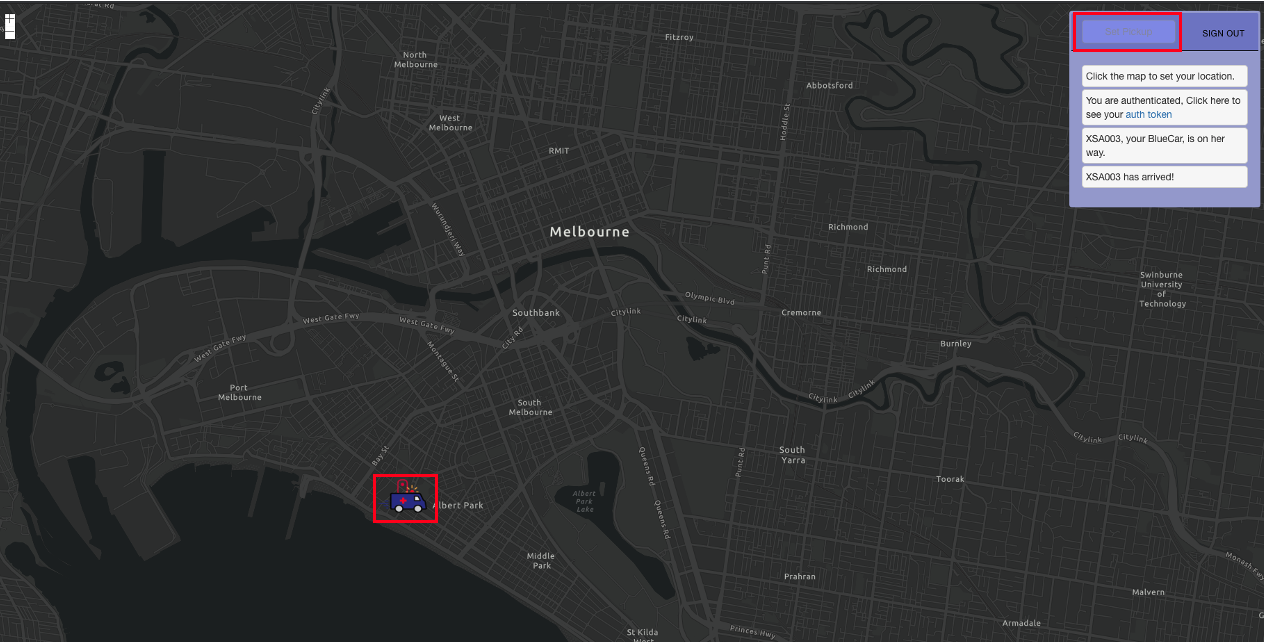 Fitzroy
SIGN OUT
North
Melbourne
Citylink
Abbotsford
Click the map to set your location.
You are authenticated, Click here to
see your auth token
XSA003, your BlueCar, is on her
way.
XSA003 has arrived!
West
Melbourne
Hoddle St
RMIT
Wurundjeri Way
Melbourne
Richmond
Punt Rd
Richmond
Swinburne
University
of
Technology
Olympic Blvd
Southbank
Citylink
Citylink
Cremorne
West Gate Fwy
West Gate Fwy
West Gate Fwy
City Rd
Montague St
Burnley
Port
Melbourne
South
Melbourne
Citylink
Citylink
Bay St
Queens Rd
Punt Rd
South
Yarra
Citylink
Citylink
Toorak
Albert Park
Albert
Park
Lake
Queens Rd
Middle
Park
Prahran
Monash Fwy
Malvern
St Kilda
West
Princes Hwy
Armadale